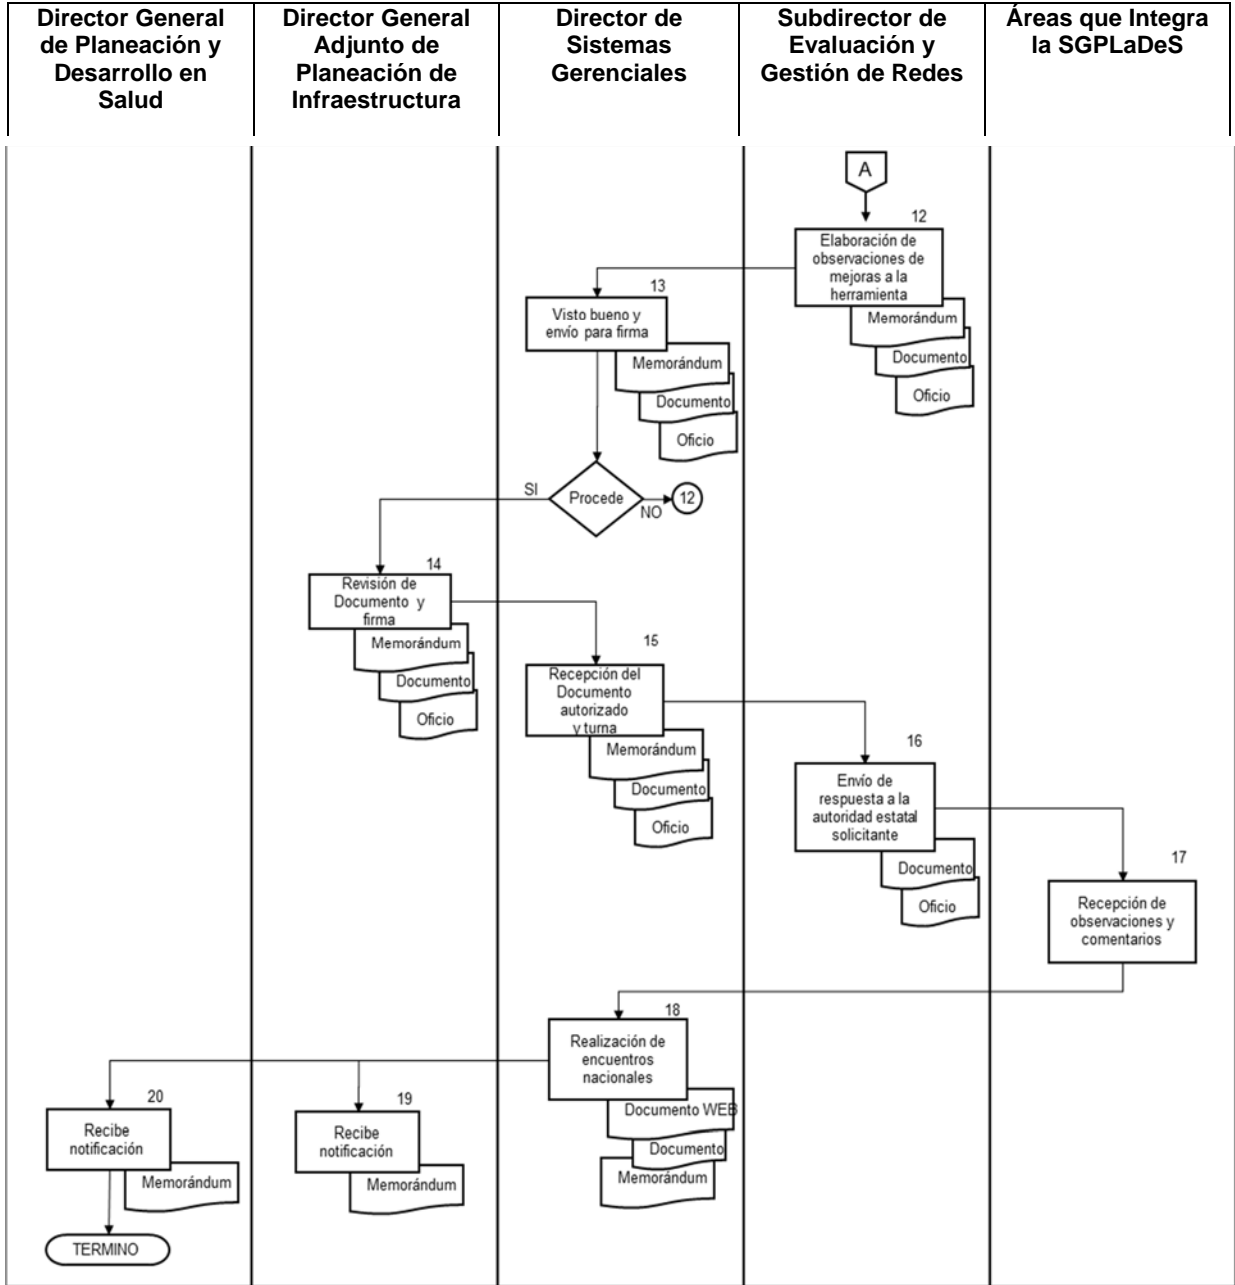 Director General
de Planeación y
Desarrollo en
Salud
Director General
Adjunto de
Planeación de
Infraestructura
Director de
Sistemas
Gerenciales
Subdirector de
Evaluación y
Gestión de Redes
Áreas que Integra
la SGPLaDeS
A
12
Elaboración de
observaciones de
mejoras a la
herramienta
Memorándum
Documento
Oficio
13
Visto bueno y
envío para firma
Memorándum
Documento
Oficio
Procede
SI
NO
12
14
Revisión de
Documento y
firma
Memorándum
Documento
Oficio
15
Recepción del
Documento
autorizado
y turna
Memorándum
Documento
Oficio
16
Envío de
respuesta a la
autoridad estatal
solicitante
Documento
Oficio
17
Recepción de
observaciones y
comentarios
18
Realización de
encuentros
nacionales
Documento WEB
Documento
Memorándum
19
Recibe
notificación
Memorándum
20
Recibe
notificación
Memorándum
TERMINO